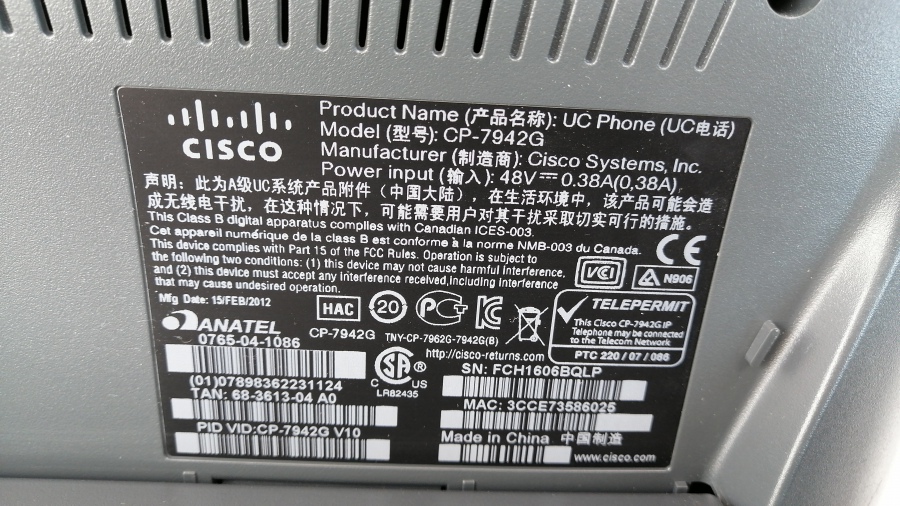 CISCO
Product Name (产品名称): UC Phone (UC电话)
Model (型号): CP-7942G
Manufacturer (制造商): Cisco Systems, Inc.
Power input (输入): 48V⎓0.38A(0,38A)
声明：此为A级UC系统产品附件（中国大陆），在生活环境中，该产品可能会造
成无线电干扰，在这种情况下，可能需要用户对其干扰采取切实可行的措施。
This Class B digital apparatus complies with Canadian ICES-003.
Cet appareil numérique de la class B est conforme à la norme NMB-003 du Canada.
This device complies with Part 15 of the FCC Rules. Operation is subject to
the following two conditions: (1) this device may not cause harmful interference,
and (2) this device must accept any interference received,including interference
that may cause undesired operation.
CE
VCI
N906
Mfg Date: 15/FEB/2012
HAC
20
TELEPERMIT
This Cisco CP-7942G IP
Telephone may be connected
to the Telecom Network
PTC 220 / 07 / 086
ANATEL
0765-04-1086
CP-7942G
TNY-CP-7962G-7942G(B)
http://cisco-returns.com
SA ®
C US
LR82435
SN: FCH1606BQLP
(01)07898362231124
TAN: 68-3613-04 A0
MAC: 3CCE73586025
PID VID:CP-7942G V10
Made in China 中国制造
www.cisco.com